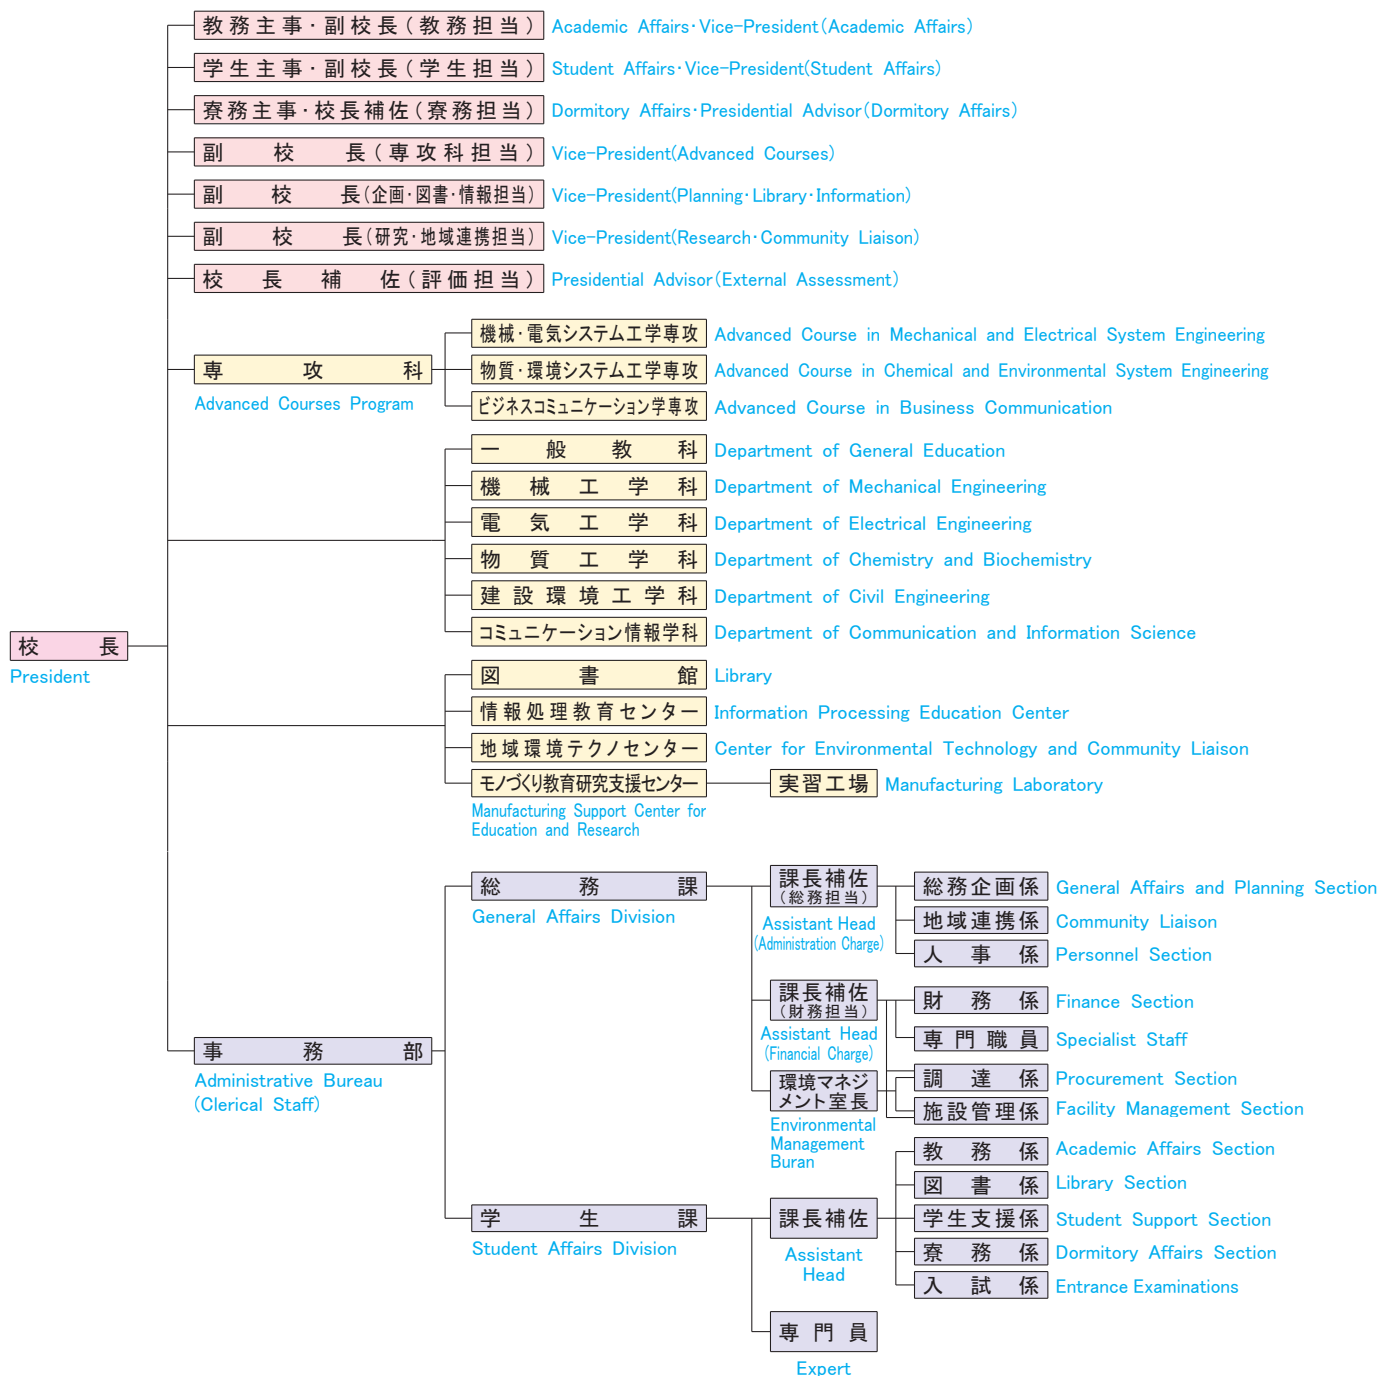 教務主事・副校長(教務担当) Academic Affairs・Vice-President(Academic Affairs)
学生主事・副校長(学生担当) Student Affairs・Vice-President(Student Affairs)
寮務主事・校長補佐(寮務担当) Dormitory Affairs・Presidential Advisor(Dormitory Affairs)
副校長(専攻科担当) Vice-President(Advanced Courses)
副校長(企画・図書・情報担当) Vice-President(Planning・Library・Information)
副校長(研究・地域連携担当) Vice-President(Research・Community Liaison)
校長補佐(評価担当) Presidential Advisor(External Assessment)
専攻科
Advanced Courses Program
機械・電気システム工学専攻 Advanced Course in Mechanical and Electrical System Engineering
物質・環境システム工学専攻 Advanced Course in Chemical and Environmental System Engineering
ビジネスコミュニケーション学専攻 Advanced Course in Business Communication
一般教科 Department of General Education
機械工学科 Department of Mechanical Engineering
電気工学科 Department of Electrical Engineering
物質工学科 Department of Chemistry and Biochemistry
建設環境工学科 Department of Civil Engineering
コミュニケーション情報学科 Department of Communication and Information Science
校長
President
図書館 Library
情報処理教育センター Information Processing Education Center
地域環境テクノセンター Center for Environmental Technology and Community Liaison
モノづくり教育研究支援センター
Manufacturing Support Center for
Education and Research
実習工場 Manufacturing Laboratory
事務部
Administrative Bureau
(Clerical Staff)
総務課
General Affairs Division
課長補佐
(総務担当)
Assistant Head
(Administration Charge)
総務企画係 General Affairs and Planning Section
地域連携係 Community Liaison
人事係 Personnel Section
課長補佐
(財務担当)
Assistant Head
(Financial Charge)
財務係 Finance Section
専門職員 Specialist Staff
環境マネジ
メント室長
Environmental
Management
Buran
調達係 Procurement Section
施設管理係 Facility Management Section
学生課
Student Affairs Division
課長補佐
Assistant
Head
教務係 Academic Affairs Section
図書係 Library Section
学生支援係 Student Support Section
寮務係 Dormitory Affairs Section
入試係 Entrance Examinations
専門員
Expert